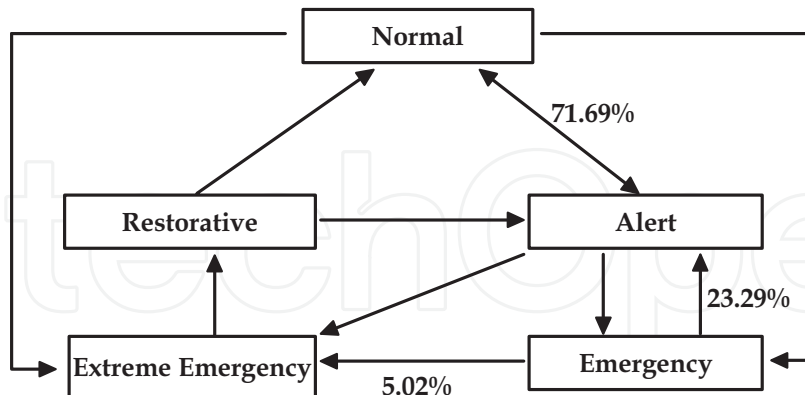 Normal
71.69%
Restorative
Alert
23.29%
Extreme Emergency
Emergency
5.02%